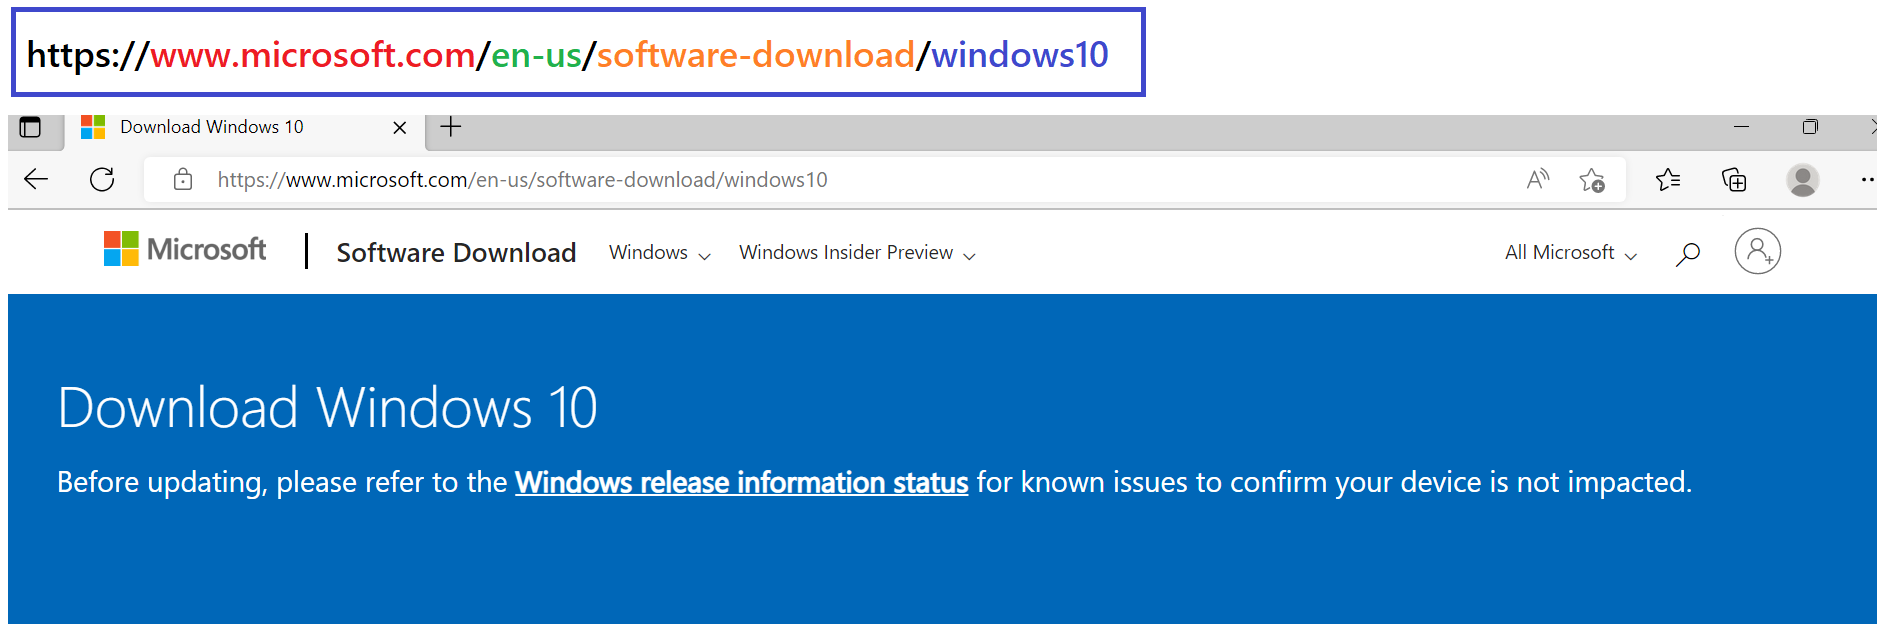 https://www.microsoft.com/en-us/software-download/windows10
Download Windows 10
https://www.microsoft.com/en-us/software-download/windows10
Microsoft | Software Download Windows Windows Insider Preview All Microsoft
Download Windows 10
Before updating, please refer to the Windows release information status for known issues to confirm your device is not impacted.